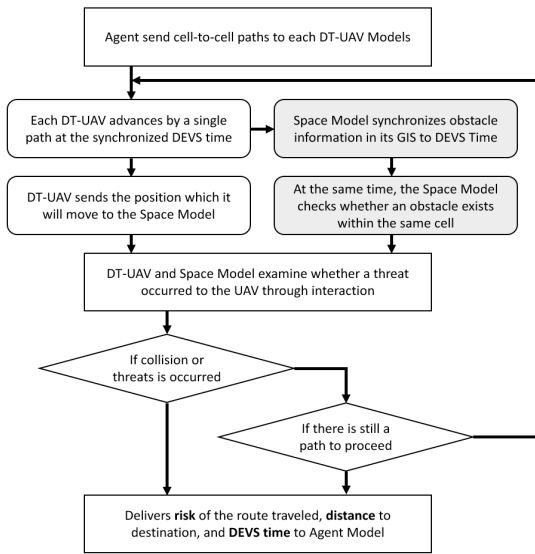 Agent send cell-to-cell paths to each DT-UAV Models
Each DT-UAV advances by a single
path at the synchronized DEVS time
Space Model synchronizes obstacle
information in its GIS to DEVS Time
DT-UAV sends the position which it
will move to the Space Model
At the same time, the Space Model
checks whether an obstacle exists
within the same cell
DT-UAV and Space Model examine whether a threat
occurred to the UAV through interaction
If collision or
threats is occurred
If there is still a
path to proceed
Delivers risk of the route traveled, distance to
destination, and DEVS time to Agent Model